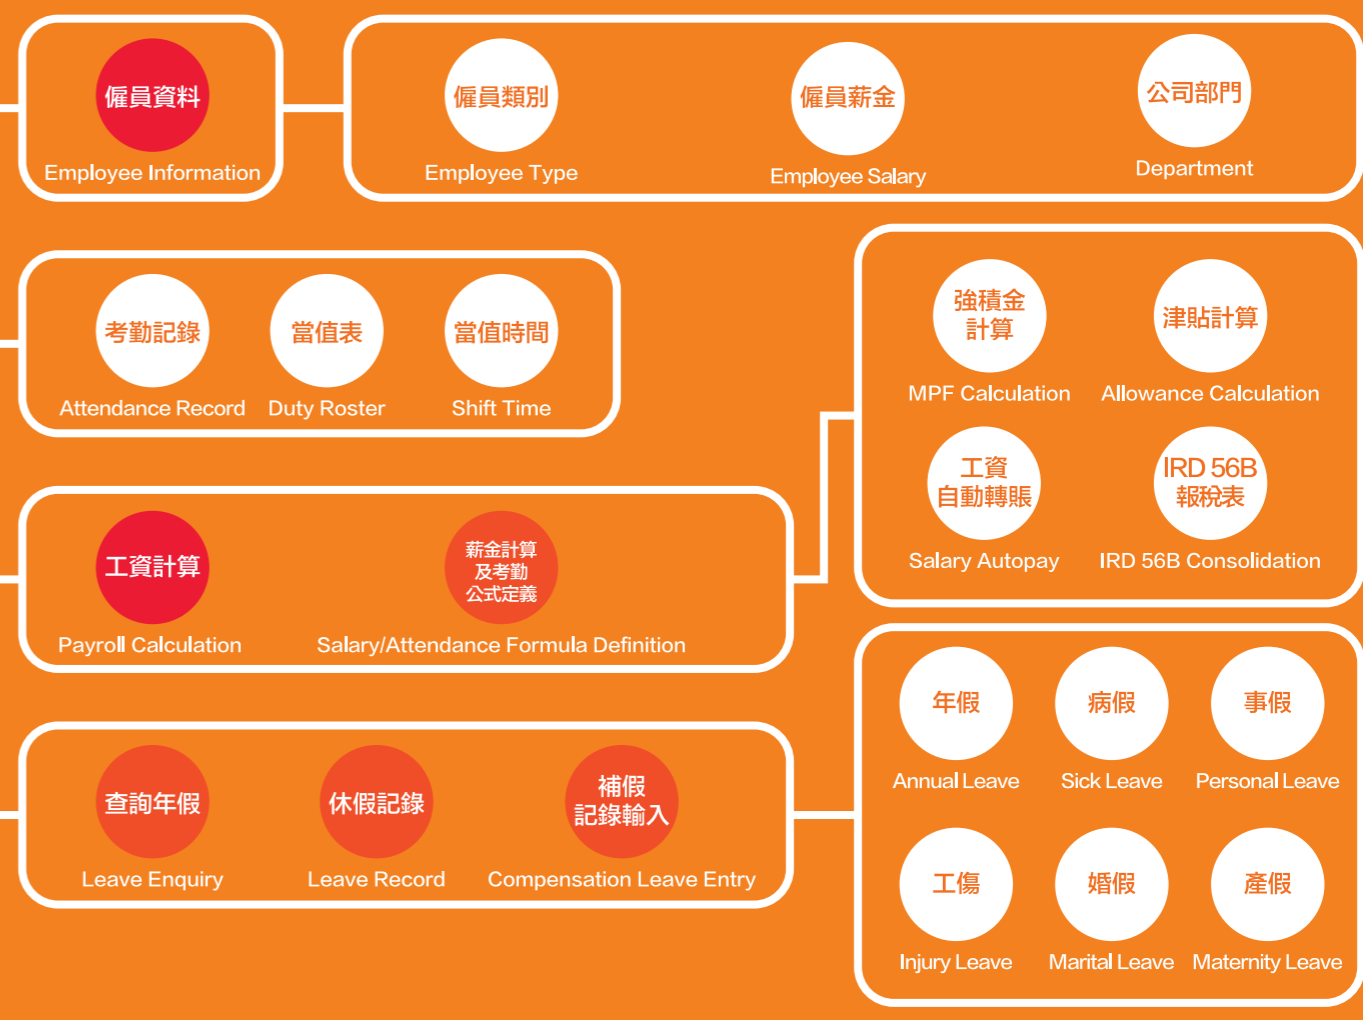 僱員資料
Employee Information
僱員類別
Employee Type
僱員薪金
Employee Salary
公司部門
Department
考勤記錄
Attendance Record
當值表
Duty Roster
當值時間
Shift Time
強積金
計算
MPF Calculation
津貼計算
Allowance Calculation
工資
自動轉賬
Salary Autopay
IRD 56B
報稅表
IRD 56B Consolidation
工資計算
Payroll Calculation
薪金計算
及考勤
公式定義
Salary/Attendance Formula Definition
查詢年假
Leave Enquiry
休假記錄
Leave Record
補假
記錄輸入
Compensation Leave Entry
年假
Annual Leave
病假
Sick Leave
事假
Personal Leave
工傷
Injury Leave
婚假
Marital Leave
產假
Maternity Leave